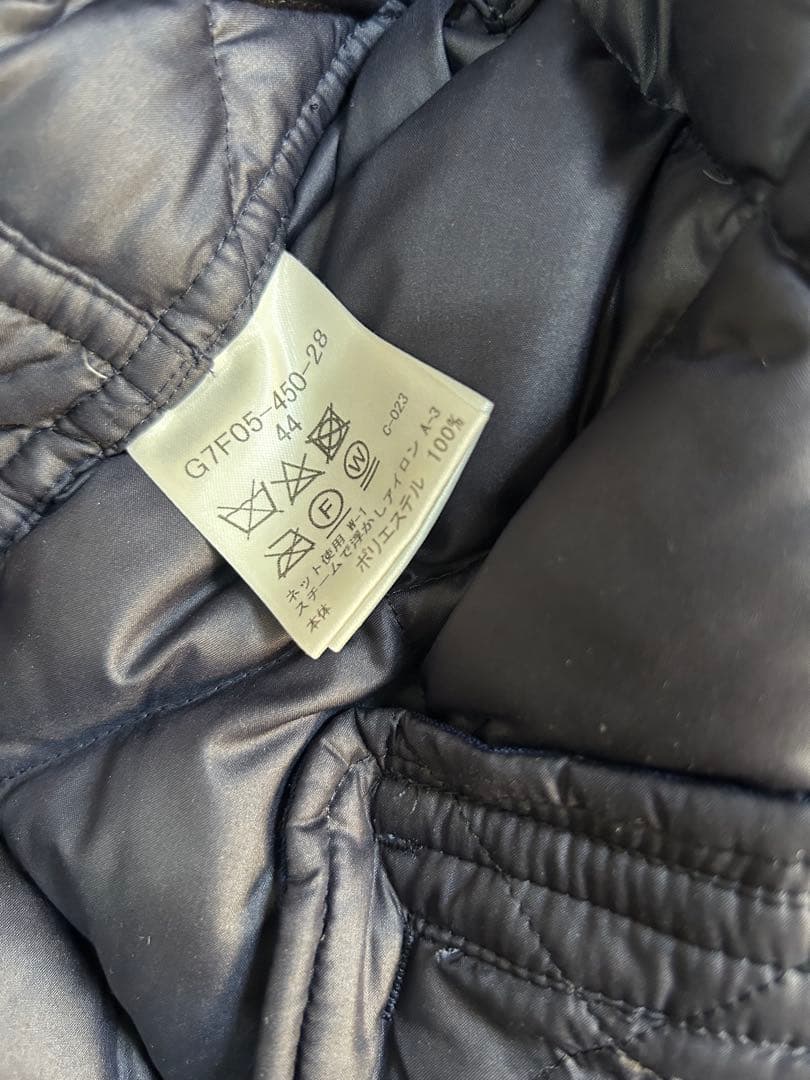 G7F05-450-28
44
G-023
F
W
ネット使用 W-1
スチームで浮かしアイロン A-3
本体 ポリエステル 100%